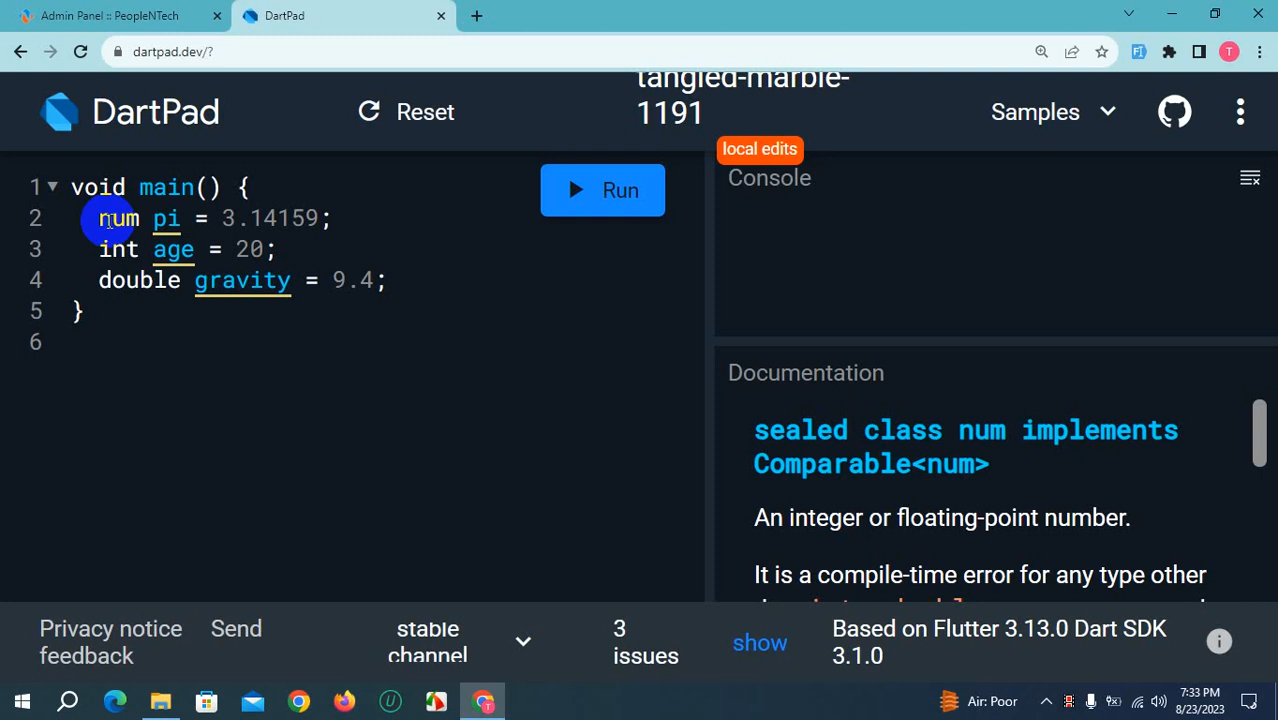 Admin Panel :: PeopleNTech
DartPad
dartpad.dev/?
T
DartPad
Reset
tangled-marble-
1191
Samples
local edits
1 void main() {
2 num pi = 3.14159;
3 int age = 20;
4 double gravity = 9.4;
5 }
6
Run
Console
Documentation
sealed class num implements
Comparable<num>
An integer or floating-point number.
It is a compile-time error for any type other
Privacy notice
feedback
Send
stable
channel
3
issues
show
Based on Flutter 3.13.0 Dart SDK
3.1.0
Air: Poor
7:33 PM
8/23/2023